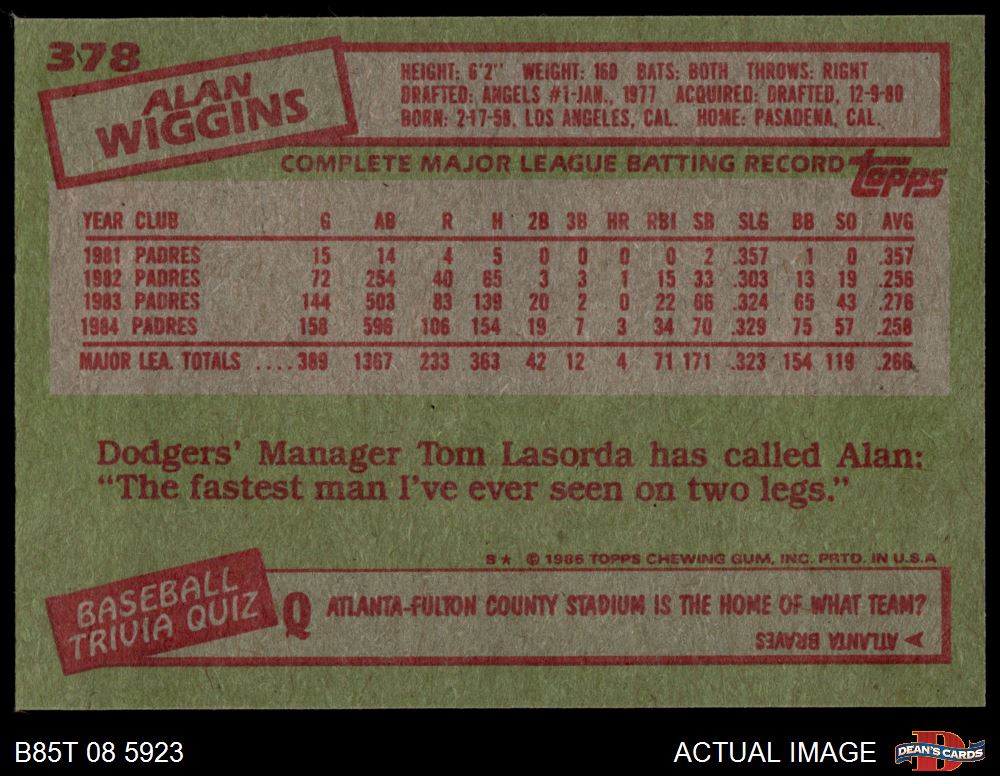 378
ALAN
WIGGINS
HEIGHT: 6'2" WEIGHT: 160 BATS: BOTH THROWS: RIGHT
DRAFTED: ANGELS #1-JAN., 1977 ACQUIRED: DRAFTED, 12-9-80
BORN: 2-17-58, LOS ANGELES, CAL. HOME: PASADENA, CAL.
COMPLETE MAJOR LEAGUE BATTING RECORD topps
YEAR CLUB G AB R H 2B 3B HR RBI SB SLG BB SO AVG
1981 PADRES 15 14 4 5 0 0 0 0 2 .357 1 0 .357
1982 PADRES 72 254 40 65 3 3 1 15 33 .303 13 19 .256
1983 PADRES 144 503 83 139 20 2 0 22 66 .324 65 43 .276
1984 PADRES 158 596 106 154 19 7 3 34 70 .329 75 57 .258
MAJOR LEA. TOTALS ....389 1367 233 363 42 12 4 71 171 .323 154 119 .266
Dodgers' Manager Tom Lasorda has called Alan:
"The fastest man I've ever seen on two legs."
B★ © 1985 TOPPS CHEWING GUM, INC. PRTD. IN U.S.A
BASEBALL
TRIVIA QUIZ
Q ATLANTA-FULTON COUNTY STADIUM IS THE HOME OF WHAT TEAM?
ATLANTA BRAVES
B85T 08 5923
ACTUAL IMAGE
DEAN'S CARDS